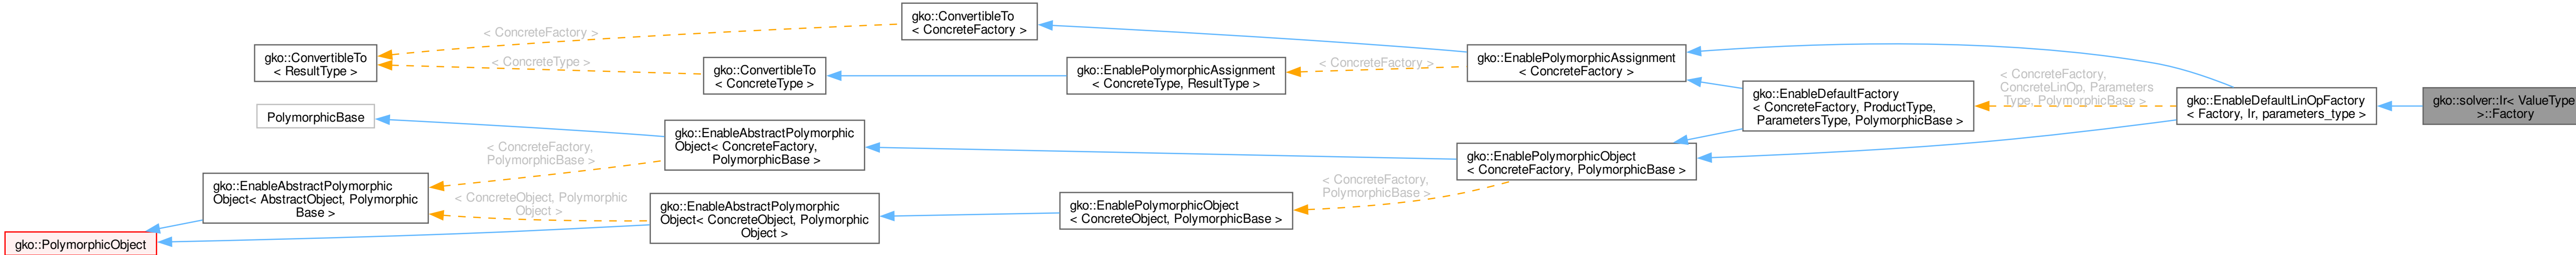 gko::ConvertibleTo
< ConcreteFactory >
< ConcreteFactory >
gko::ConvertibleTo
< ResultType >
< ConcreteType >
gko::ConvertibleTo
< ConcreteType >
gko::EnablePolymorphicAssignment
< ConcreteType, ResultType >
< ConcreteFactory >
gko::EnablePolymorphicAssignment
< ConcreteFactory >
gko::EnableDefaultFactory
< ConcreteFactory, ProductType,
ParametersType, PolymorphicBase >
< ConcreteFactory,
ConcreteLinOp, Parameters
Type, PolymorphicBase >
gko::EnableDefaultLinOpFactory
< Factory, Ir, parameters_type >
gko::solver::Ir< ValueType
>::Factory
PolymorphicBase
gko::EnableAbstractPolymorphic
Object< ConcreteFactory,
PolymorphicBase >
< ConcreteFactory,
PolymorphicBase >
gko::EnablePolymorphicObject
< ConcreteFactory, PolymorphicBase >
gko::EnableAbstractPolymorphic
Object< AbstractObject, Polymorphic
Base >
< ConcreteObject, Polymorphic
Object >
gko::EnableAbstractPolymorphic
Object< ConcreteObject, Polymorphic
Object >
gko::EnablePolymorphicObject
< ConcreteObject, PolymorphicBase >
< ConcreteFactory,
PolymorphicBase >
gko::PolymorphicObject